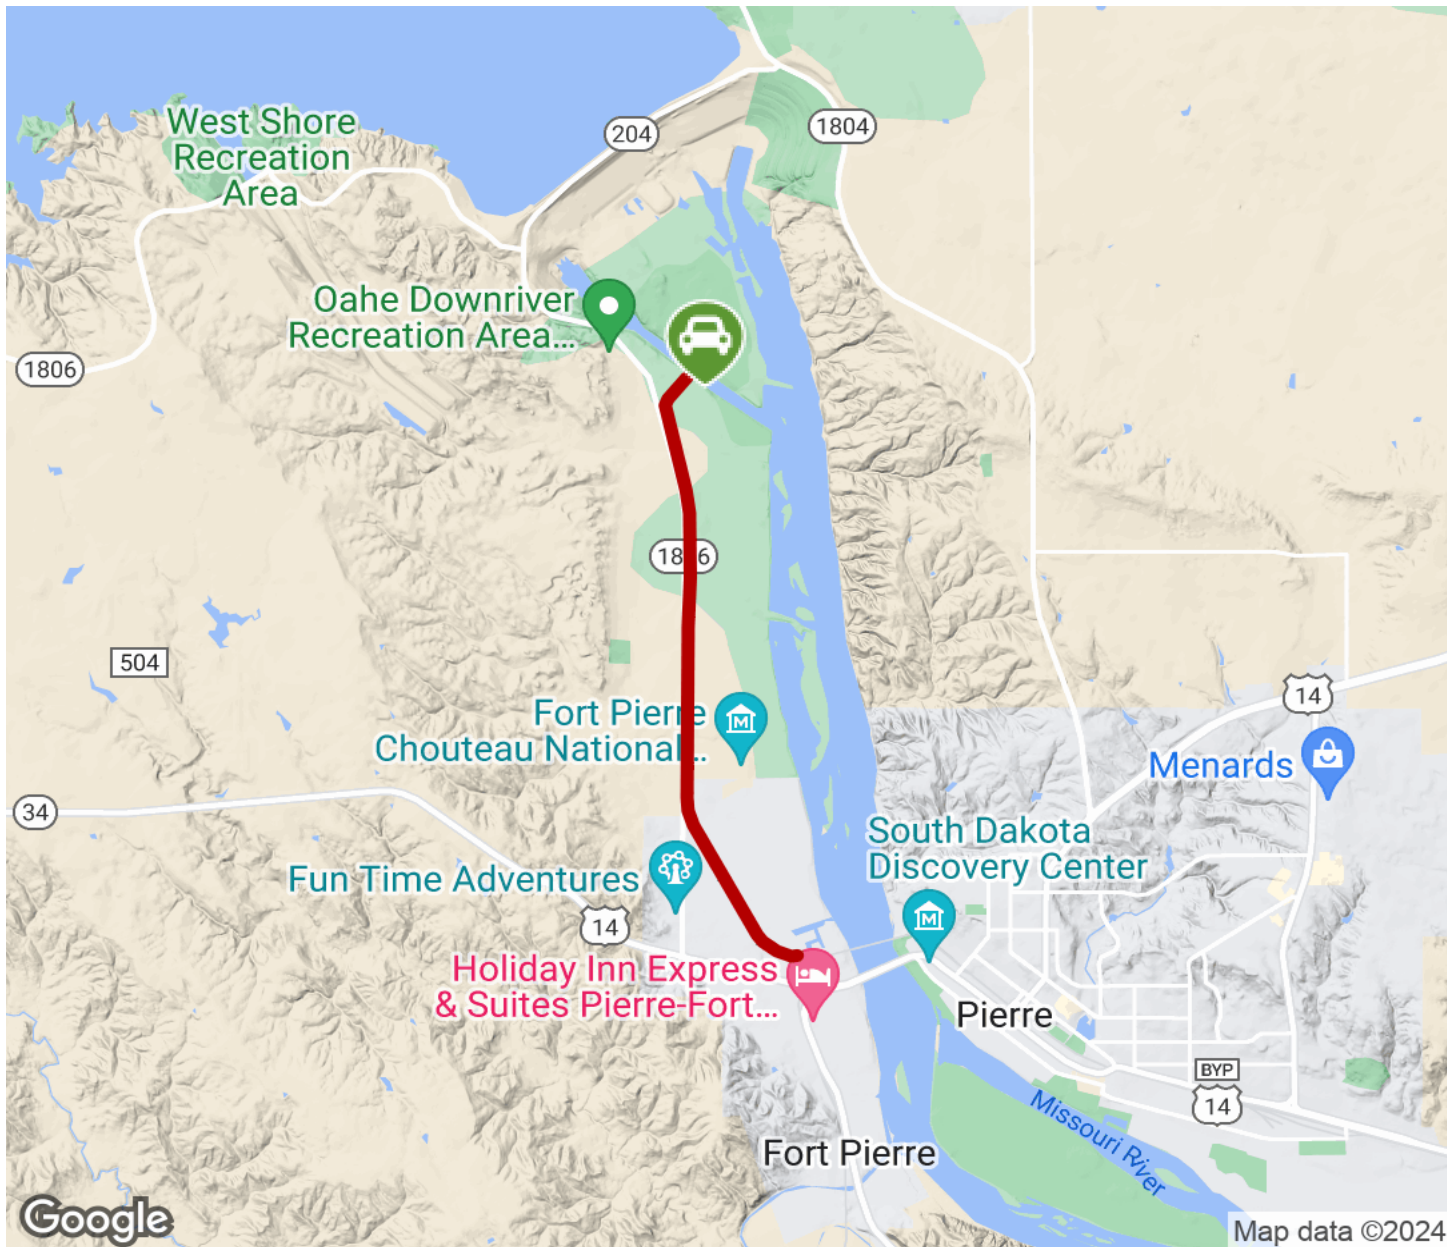 204
1804
West Shore
Recreation
Area
Oahe Downriver
Recreation Area...
1806
504
Fort Pierre
Chouteau National...
14
Menards
34
South Dakota
Discovery Center
Fun Time Adventures
14
Holiday Inn Express
& Suites Pierre-Fort...
Pierre
BYP
14
Missouri River
Fort Pierre
Google
Map data ©2024